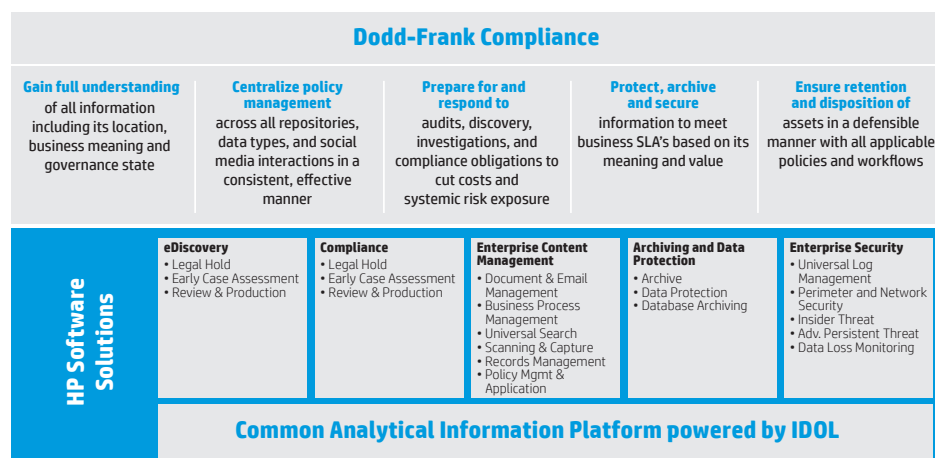 Dodd-Frank Compliance
Gain full understanding
of all information
including its location,
business meaning and
governance state
Centralize policy
management
across all repositories,
data types, and social
media interactions in a
consistent, effective
manner
Prepare for and
respond to
audits, discovery,
investigations, and
compliance obligations to
cut costs and
systemic risk exposure
Protect, archive
and secure
information to meet
business SLA's based on its
meaning and value
Ensure retention
and disposition of
assets in a defensible
manner with all applicable
policies and workflows
HP Software
Solutions
eDiscovery
• Legal Hold
• Early Case Assessment
• Review & Production
Compliance
• Legal Hold
• Early Case Assessment
• Review & Production
Enterprise Content
Management
• Document & Email
Management
• Business Process
Management
• Universal Search
• Scanning & Capture
• Records Management
• Policy Mgmt &
Application
Archiving and Data
Protection
• Archive
• Data Protection
• Database Archiving
Enterprise Security
• Universal Log
Management
• Perimeter and Network
Security
• Insider Threat
• Adv. Persistent Threat
• Data Loss Monitoring
Common Analytical Information Platform powered by IDOL